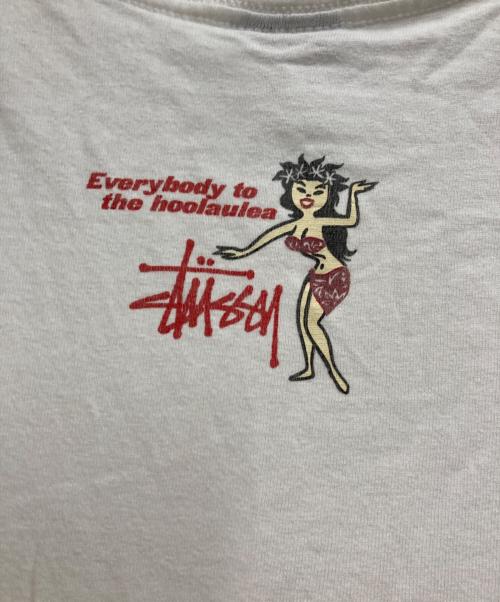 Everybody to
the hoolaulea
Stüssy